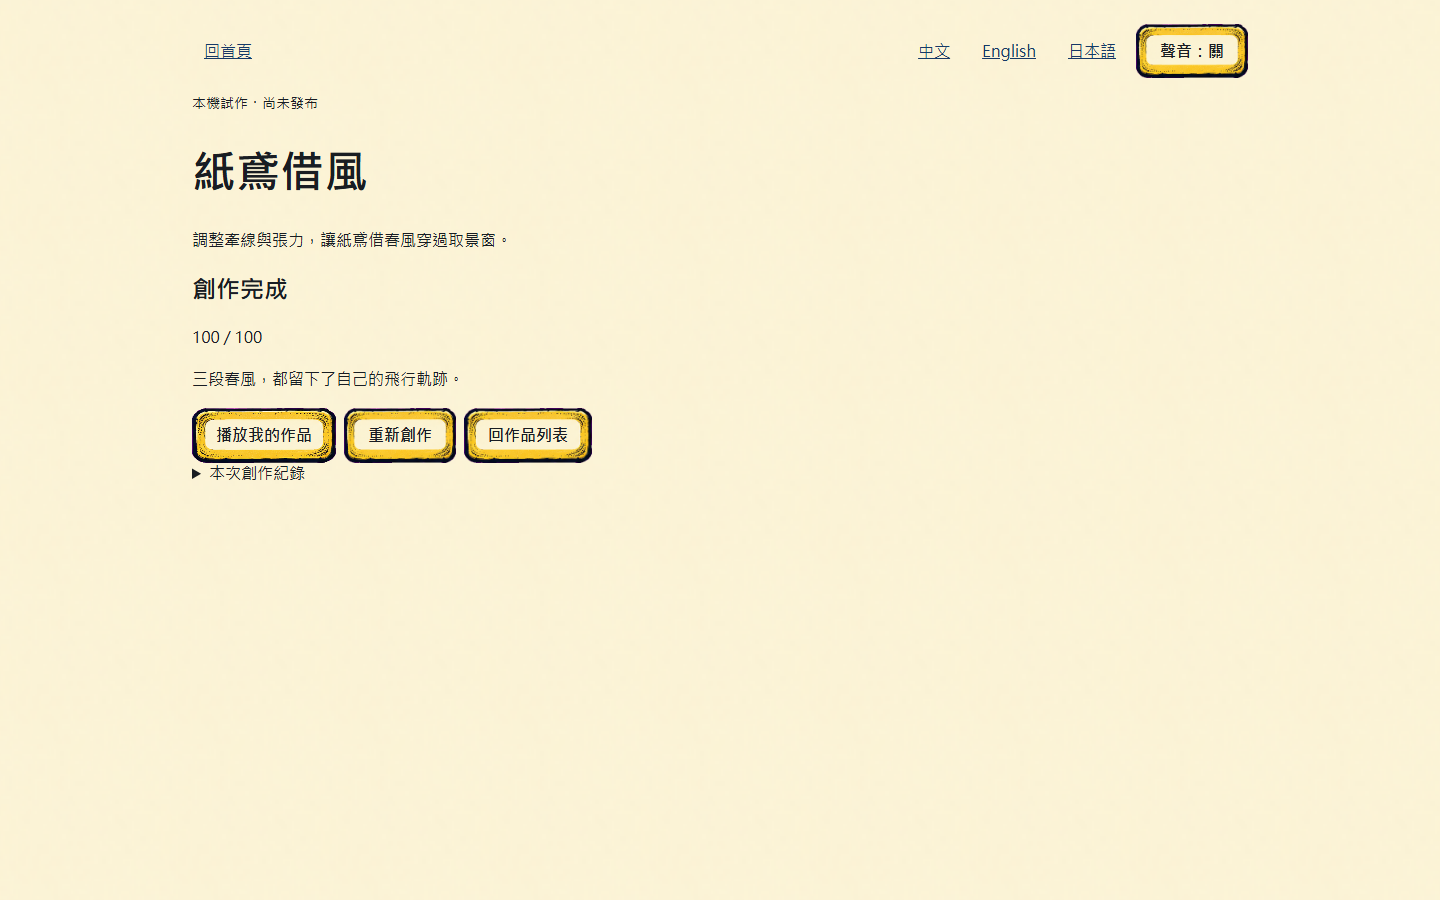 回首頁
中文
English
日本語
聲音：關
本機試作．尚未發布
紙鳶借風
調整牽線與張力，讓紙鳶借春風穿過取景窗。
創作完成
100 / 100
三段春風，都留下了自己的飛行軌跡。
播放我的作品
重新創作
回作品列表
▶ 本次創作紀錄